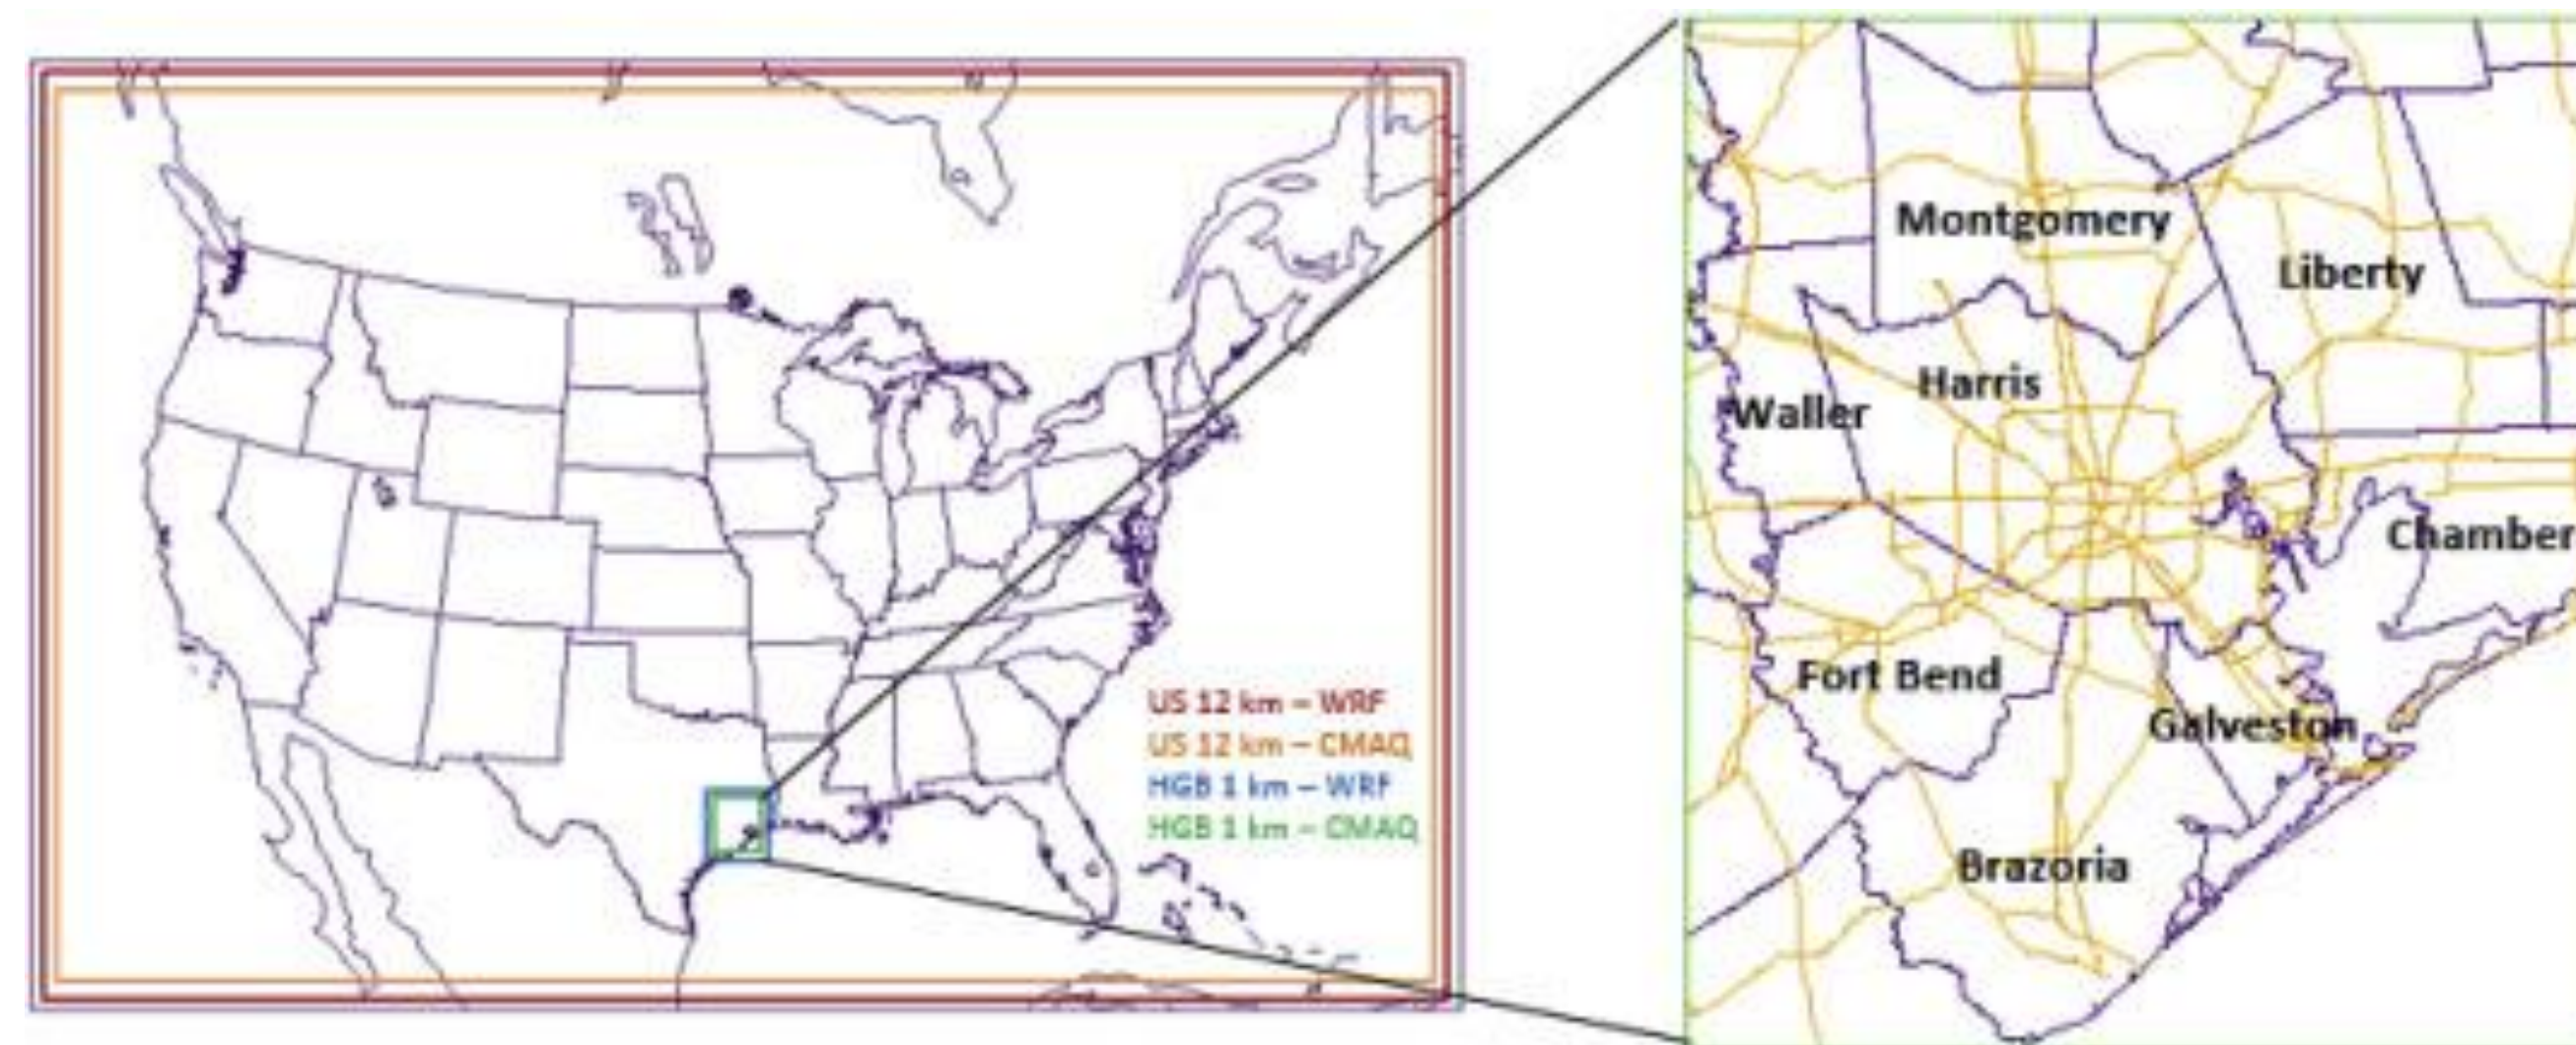 US 12 km – WRF
US 12 km – CMAQ
HGB 1 km – WRF
HGB 1 km – CMAQ
Montgomery
Liberty
Harris
Waller
Chamber
Fort Bend
Galveston
Brazoria